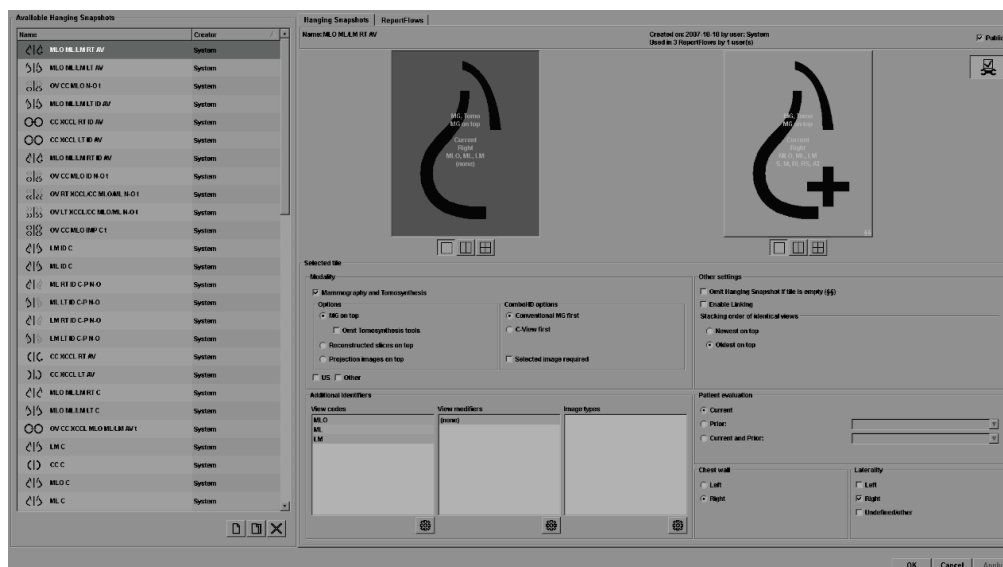 Available Hanging Snapshots
Name Creator
MLO ML/LM RT AV System
MLO ML/LM LT AV System
OV CC MLO N-O t System
MLO ML/LM LT ID AV System
CC XCCL RT ID AV System
CC XCCL LT ID AV System
MLO ML/LM RT ID AV System
OV CC MLO ID N-O t System
OV RT XCCL/CC MLO/ML N-O t System
OV LT XCCL/CC MLO/ML N-O t System
OV CC MLO IMP C t System
LM ID C System
ML ID C System
ML RT ID C-P N-O System
ML LT ID C-P N-O System
LM RT ID C-P N-O System
LM LT ID C-P N-O System
CC XCCL RT AV System
CC XCCL LT AV System
MLO ML/LM RT C System
MLO ML/LM LT C System
OV CC XCCL MLO ML/LM AV t System
LM C System
CC C System
MLO C System
ML C System
Hanging Snapshots ReportFlows
Name: MLO ML/LM RT AV
Created on: 2007-10-10 by user: System
Used in 3 ReportFlows by 1 user(s)
Public
MG, Tomo
MG on top
Current
Right
MLO, ML, LM
(none)
MG, Tomo
MG on top
Current
Right
MLO, ML, LM
Selected tile
Modality
Mammography and Tomosynthesis
Options
MG on top
Omit Tomosynthesis tools
Reconstructed slices on top
Projection images on top
ComboHD options
Conventional MG first
C-View first
Selected image required
US Other
Other settings
Omit Hanging Snapshot if tile is empty (§§)
Enable Linking
Stacking order of identical views
Newest on top
Oldest on top
Additional identifiers
View codes
MLO
ML
LM
View modifiers
(none)
Image types
Patient evaluation
Current
Prior:
Current and Prior:
Chest wall
Left
Right
Laterality
Left
Right
Undefined/other
OK Cancel Apply